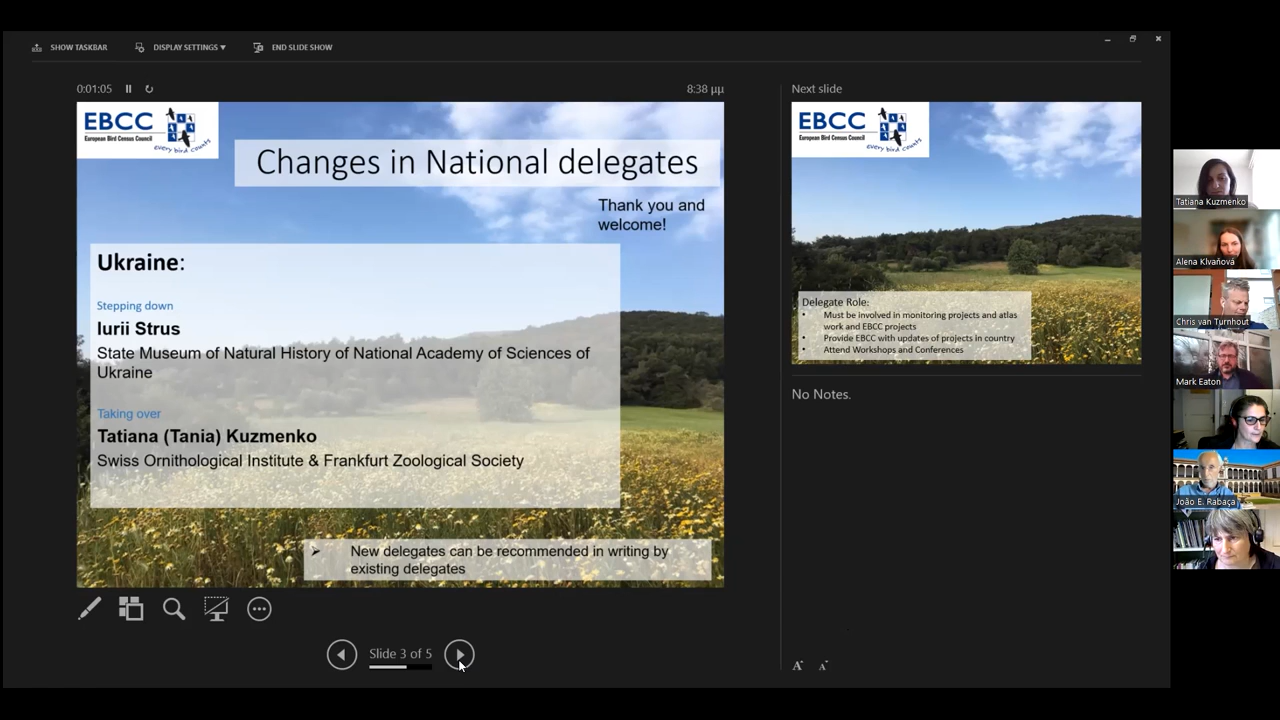 SHOW TASKBAR
DISPLAY SETTINGS ▼
END SLIDE SHOW
0:01:05
8:38 μμ
EBCC
European Bird Census Council
every bird counts
Changes in National delegates
Thank you and
welcome!
Ukraine:
Stepping down
Iurii Strus
State Museum of Natural History of National Academy of Sciences of
Ukraine
Taking over
Tatiana (Tania) Kuzmenko
Swiss Ornithological Institute & Frankfurt Zoological Society
➢ New delegates can be recommended in writing by
existing delegates
Slide 3 of 5
Next slide
EBCC
European Bird Census Council
every bird counts
Delegate Role:
• Must be involved in monitoring projects and atlas
work and EBCC projects
• Provide EBCC with updates of projects in country
• Attend Workshops and Conferences
No Notes.
A A
Tatiana Kuzmenko
Alena Klvaňová
Chris van Turnhout
Mark Eaton
João E. Rabaça